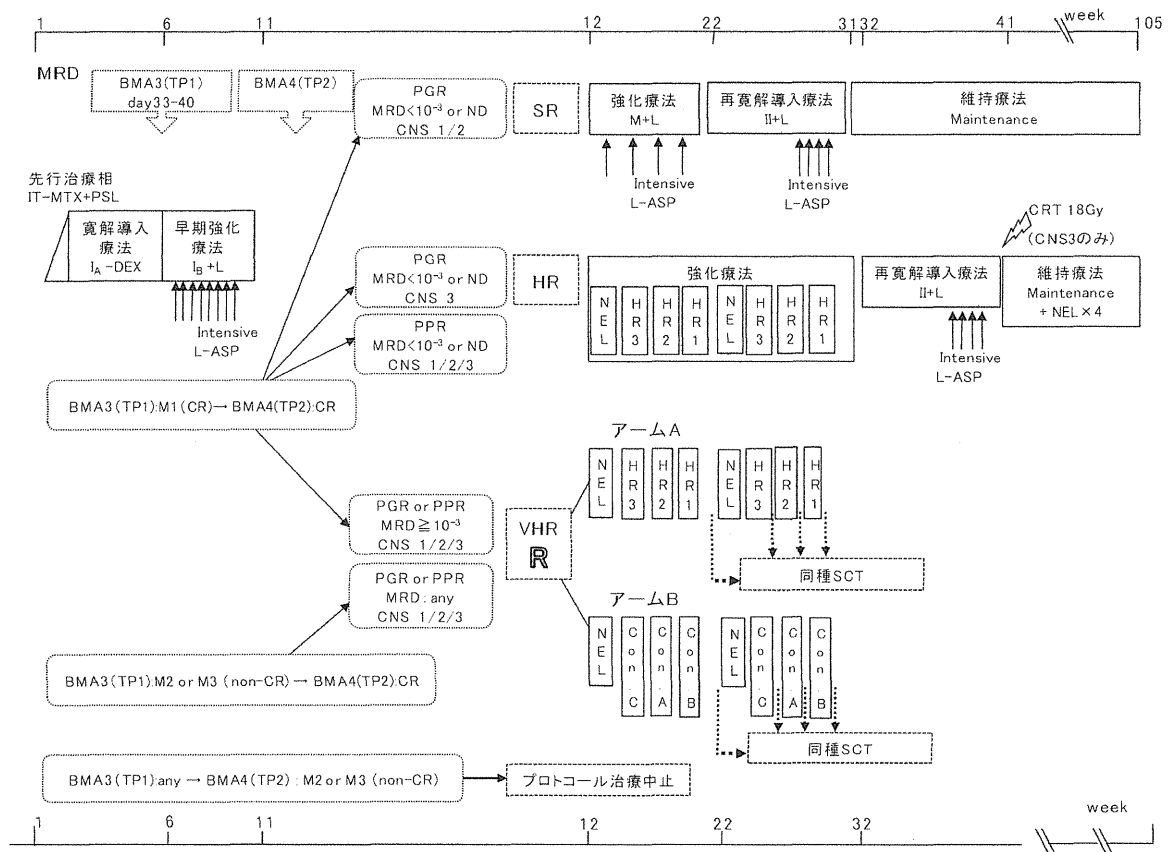 week
1 6 11 12 22 31 32 41 105
MRD
BMA3(TP1)
day33-40
BMA4(TP2)
PGR
MRD<10⁻³ or ND
CNS 1/2
SR
強化療法
M+L
再寛解導入療法
II+L
維持療法
Maintenance
Intensive
L-ASP
Intensive
L-ASP
先行治療相
IT-MTX+PSL
寛解導入
療法
I_A-DEX
早期強化
療法
I_B+L
Intensive
L-ASP
PGR
MRD<10⁻³ or ND
CNS 3
HR
PPR
MRD<10⁻³ or ND
CNS 1/2/3
強化療法
NEL
HR3
HR2
HR1
NEL
HR3
HR2
HR1
再寛解導入療法
II+L
Intensive
L-ASP
CRT 18Gy
(CNS3のみ)
維持療法
Maintenance
+ NEL×4
BMA3(TP1):M1(CR)→ BMA4(TP2):CR
PGR or PPR
MRD≧10⁻³
CNS 1/2/3
PGR or PPR
MRD:any
CNS 1/2/3
VHR
R
アームA
NEL
HR3
HR2
HR1
NEL
HR3
HR2
HR1
同種SCT
アームB
NEL
Con.C
Con.A
Con.B
NEL
Con.C
Con.A
Con.B
同種SCT
BMA3(TP1):M2 or M3 (non-CR)→ BMA4(TP2):CR
BMA3(TP1):any → BMA4(TP2):M2 or M3 (non-CR)
プロトコール治療中止
week
1 6 11 12 22 32